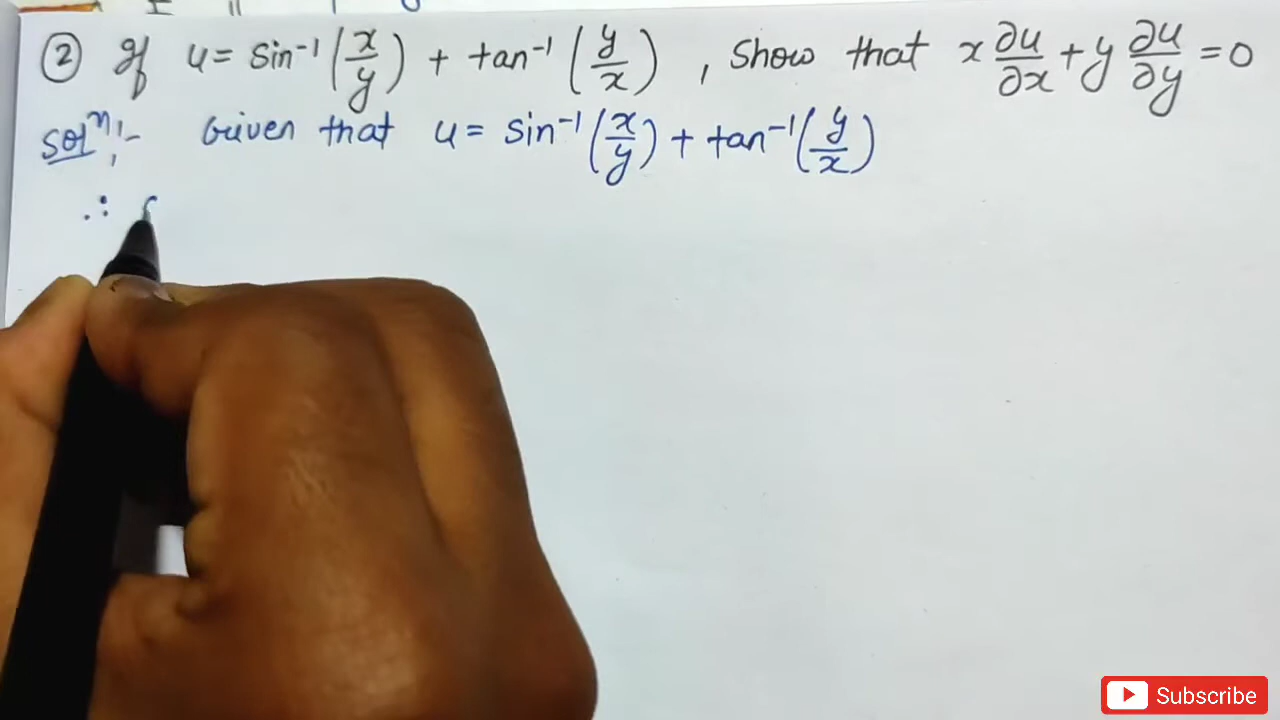 ② If u = sin⁻¹(x/y) + tan⁻¹(y/x), Show that x ∂u/∂x + y ∂u/∂y = 0
Solⁿ:- Given that u = sin⁻¹(x/y) + tan⁻¹(y/x)
∴
Subscribe